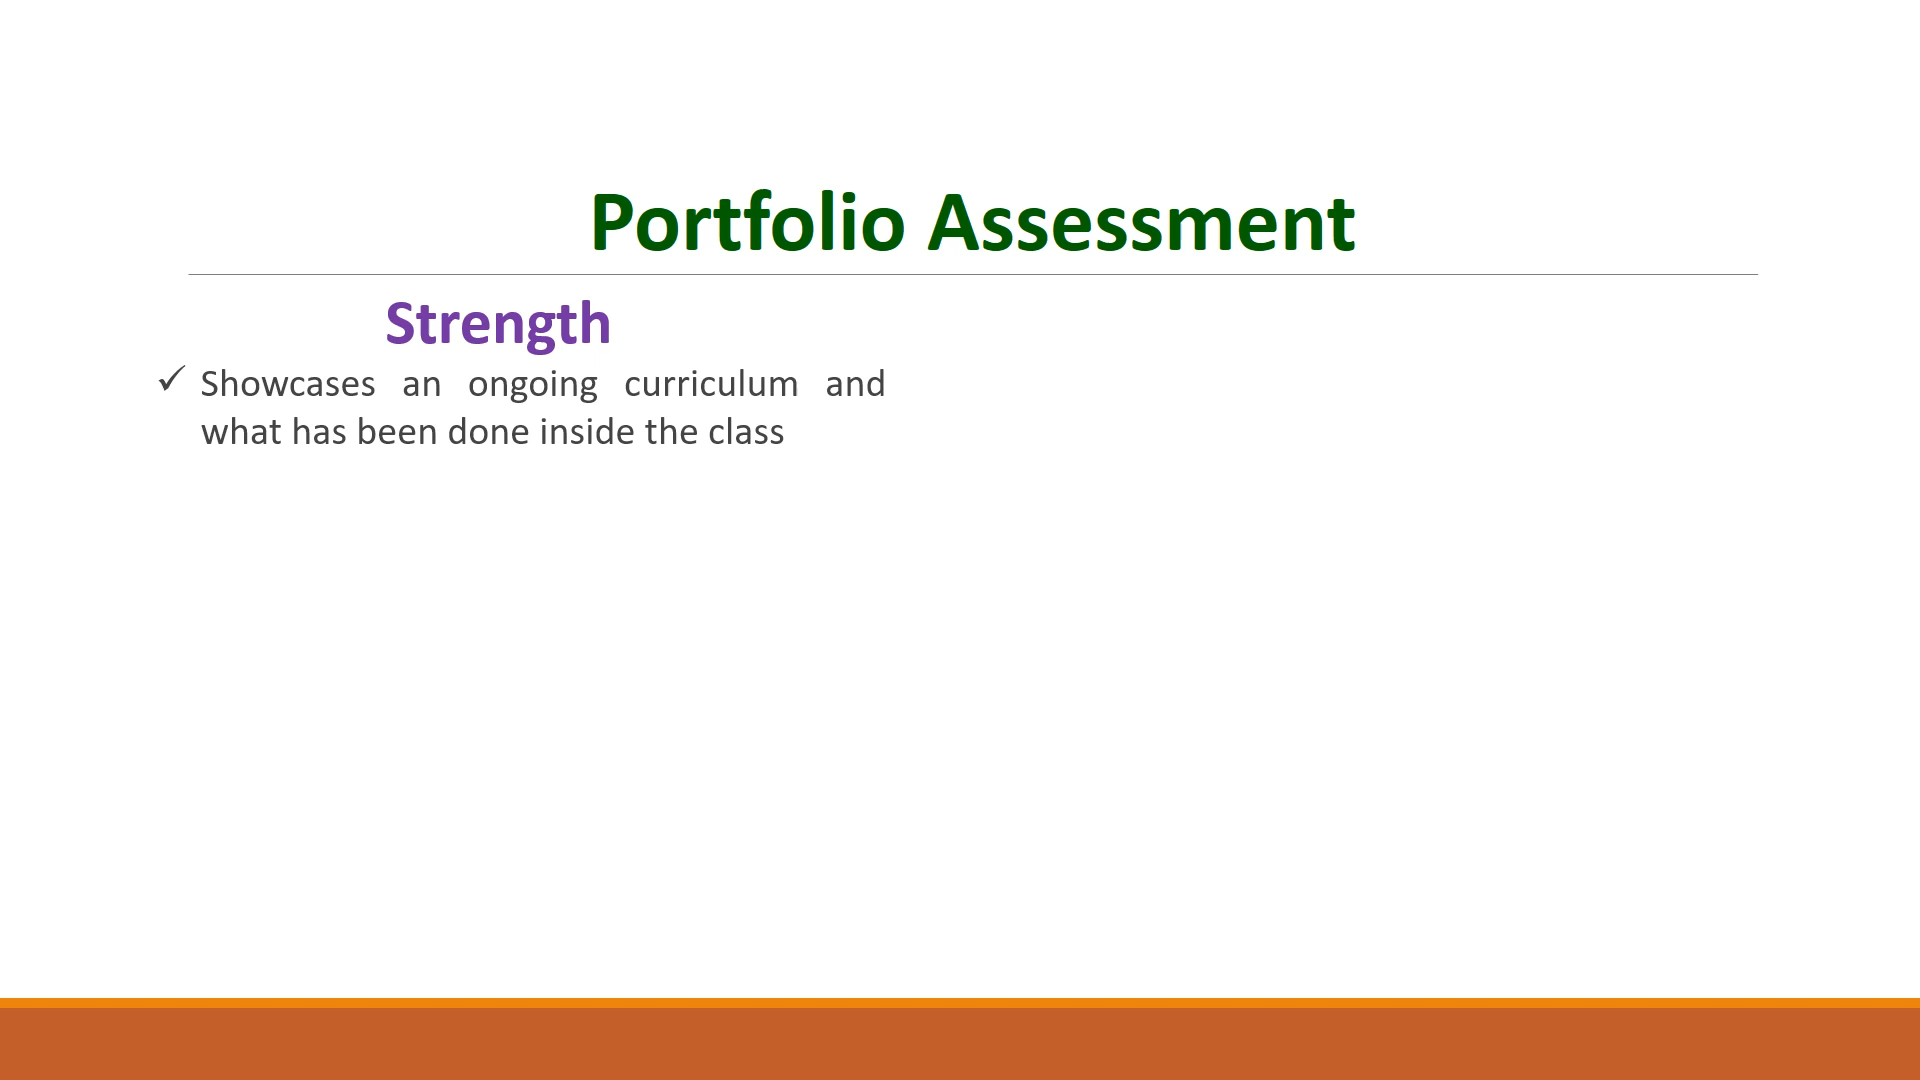 Portfolio Assessment
Strength
✓ Showcases an ongoing curriculum and
what has been done inside the class